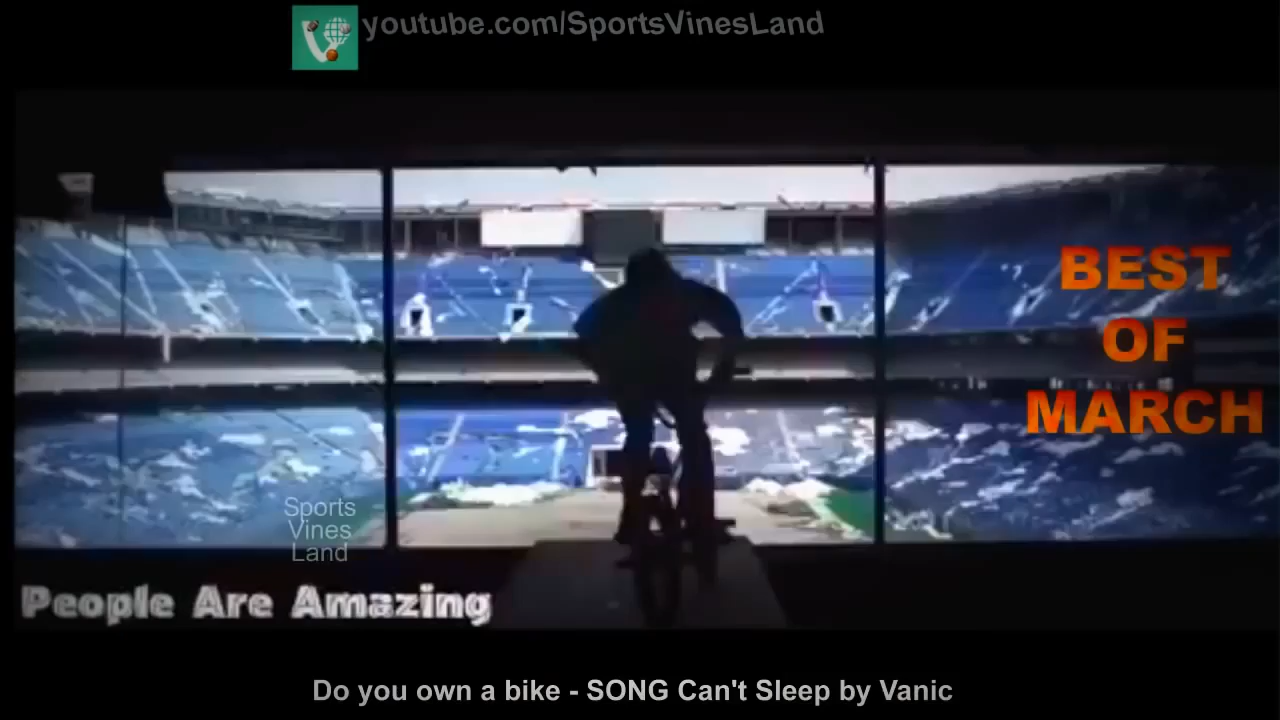 youtube.com/SportsVinesLand
BEST
OF
MARCH
Sports
Vines
Land
People Are Amazing
Do you own a bike - SONG Can't Sleep by Vanic